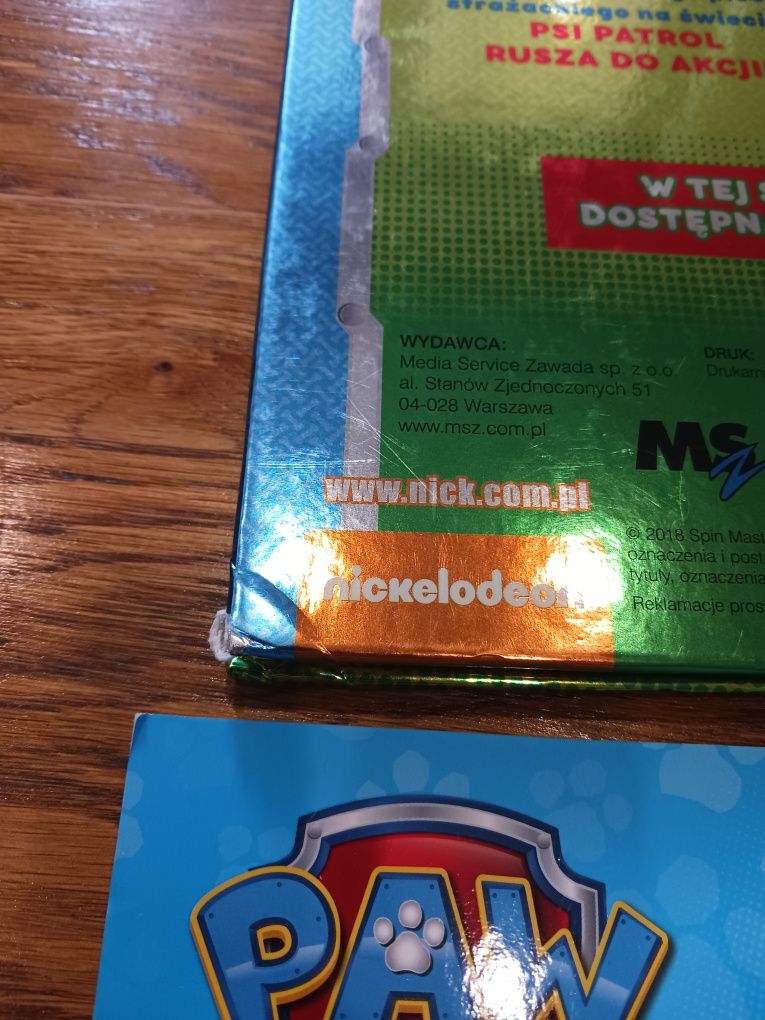 strażackiego na świeci
PSI PATROL
RUSZA DO AKCJI!
W TEJ
DOSTĘPN
WYDAWCA:
Media Service Zawada sp. z o.o
al. Stanów Zjednoczonych 51
04-028 Warszawa
www.msz.com.pl
DRUK:
Drukarn
MSZ
www.nick.com.pl
nickelodeon
© 2018 Spin Mast
oznaczenia i post
tytuły, oznaczenia
Reklamacje pros
PAW